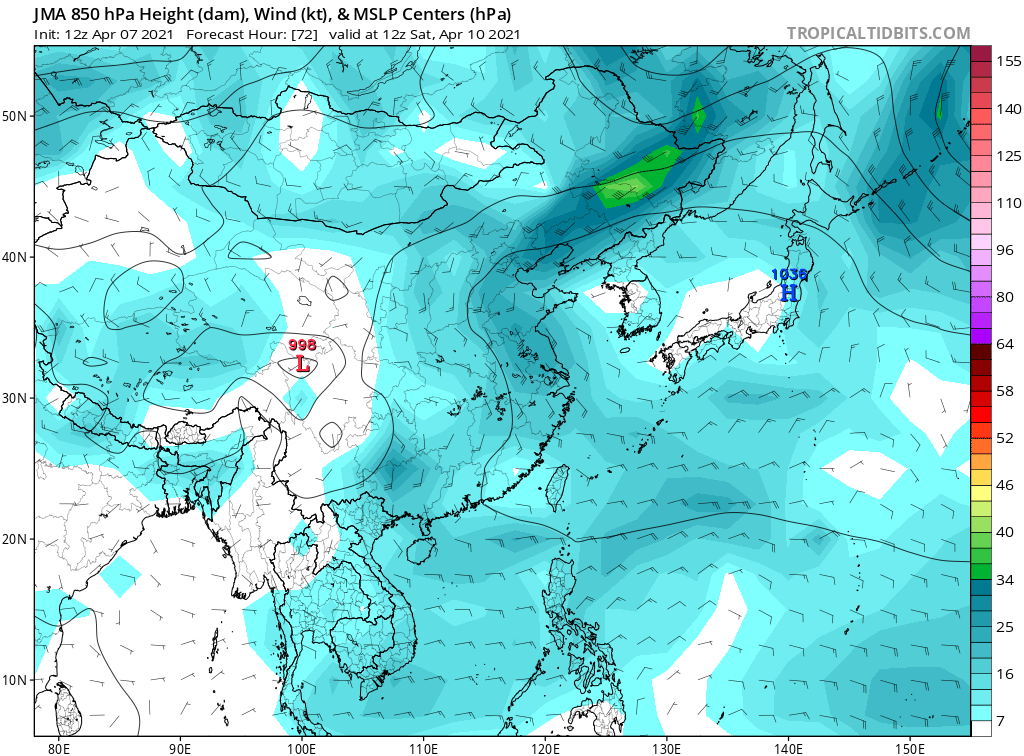 JMA 850 hPa Height (dam), Wind (kt), & MSLP Centers (hPa)
Init: 12z Apr 07 2021 Forecast Hour: [72] valid at 12z Sat, Apr 10 2021
TROPICALTIDBITS.COM
155
140
125
110
96
80
64
58
52
46
40
34
25
16
7
50N
40N
30N
20N
10N
1036
H
998
L
80E
90E
100E
110E
120E
130E
140E
150E